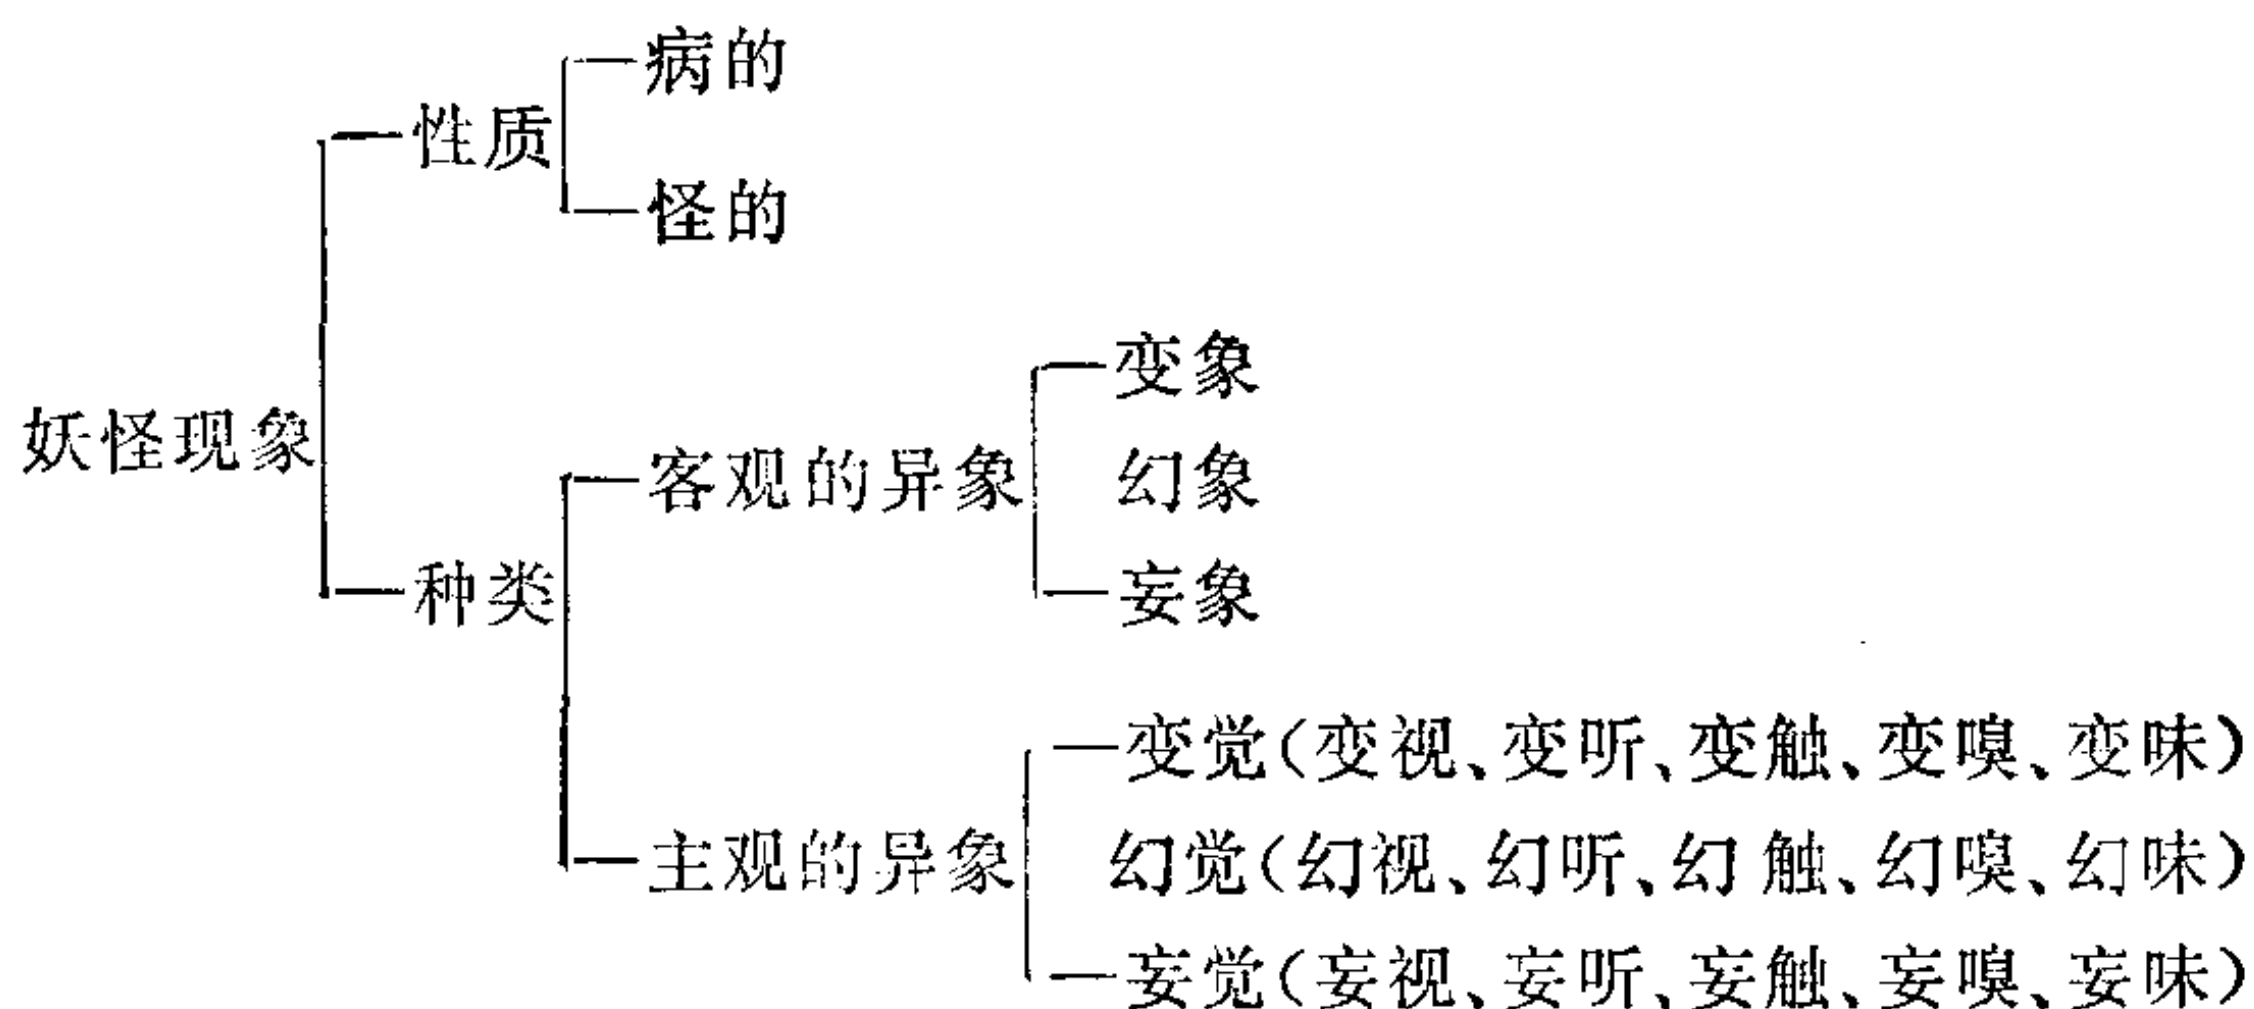 病的
性质
怪的
变象
妖怪现象
客观的异象
幻象
种类
妄象
变觉(变视、变听、变触、变嗅、变味)
主观的异象
幻觉(幻视、幻听、幻触、幻嗅、幻味)
妄觉(妄视、妄听、妄触、妄嗅、妄味)